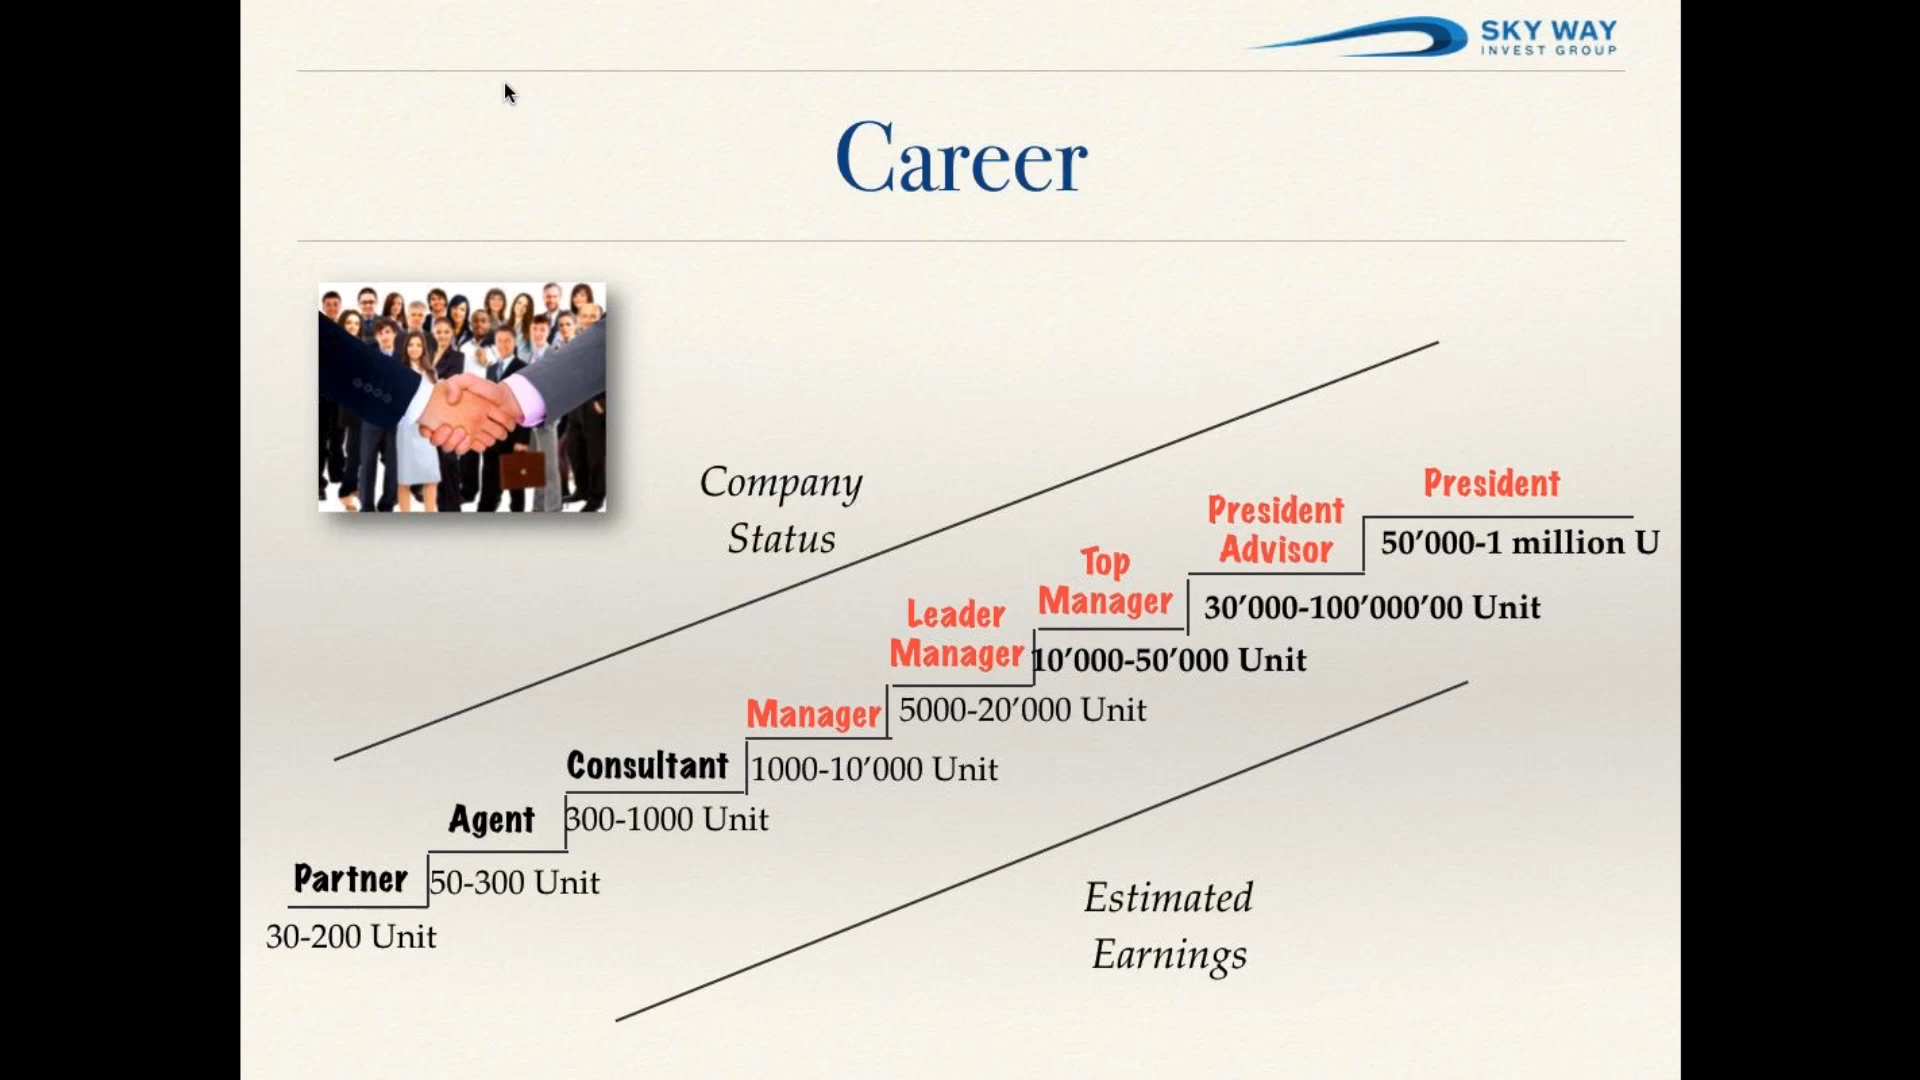 SKY WAY
INVEST GROUP
Career
Company
Status
President
50’000-1 million U
President
Advisor
30’000-100’000’00 Unit
Top
Manager
10’000-50’000 Unit
Leader
Manager
5000-20’000 Unit
Manager
1000-10’000 Unit
Consultant
300-1000 Unit
Agent
50-300 Unit
Partner
30-200 Unit
Estimated
Earnings